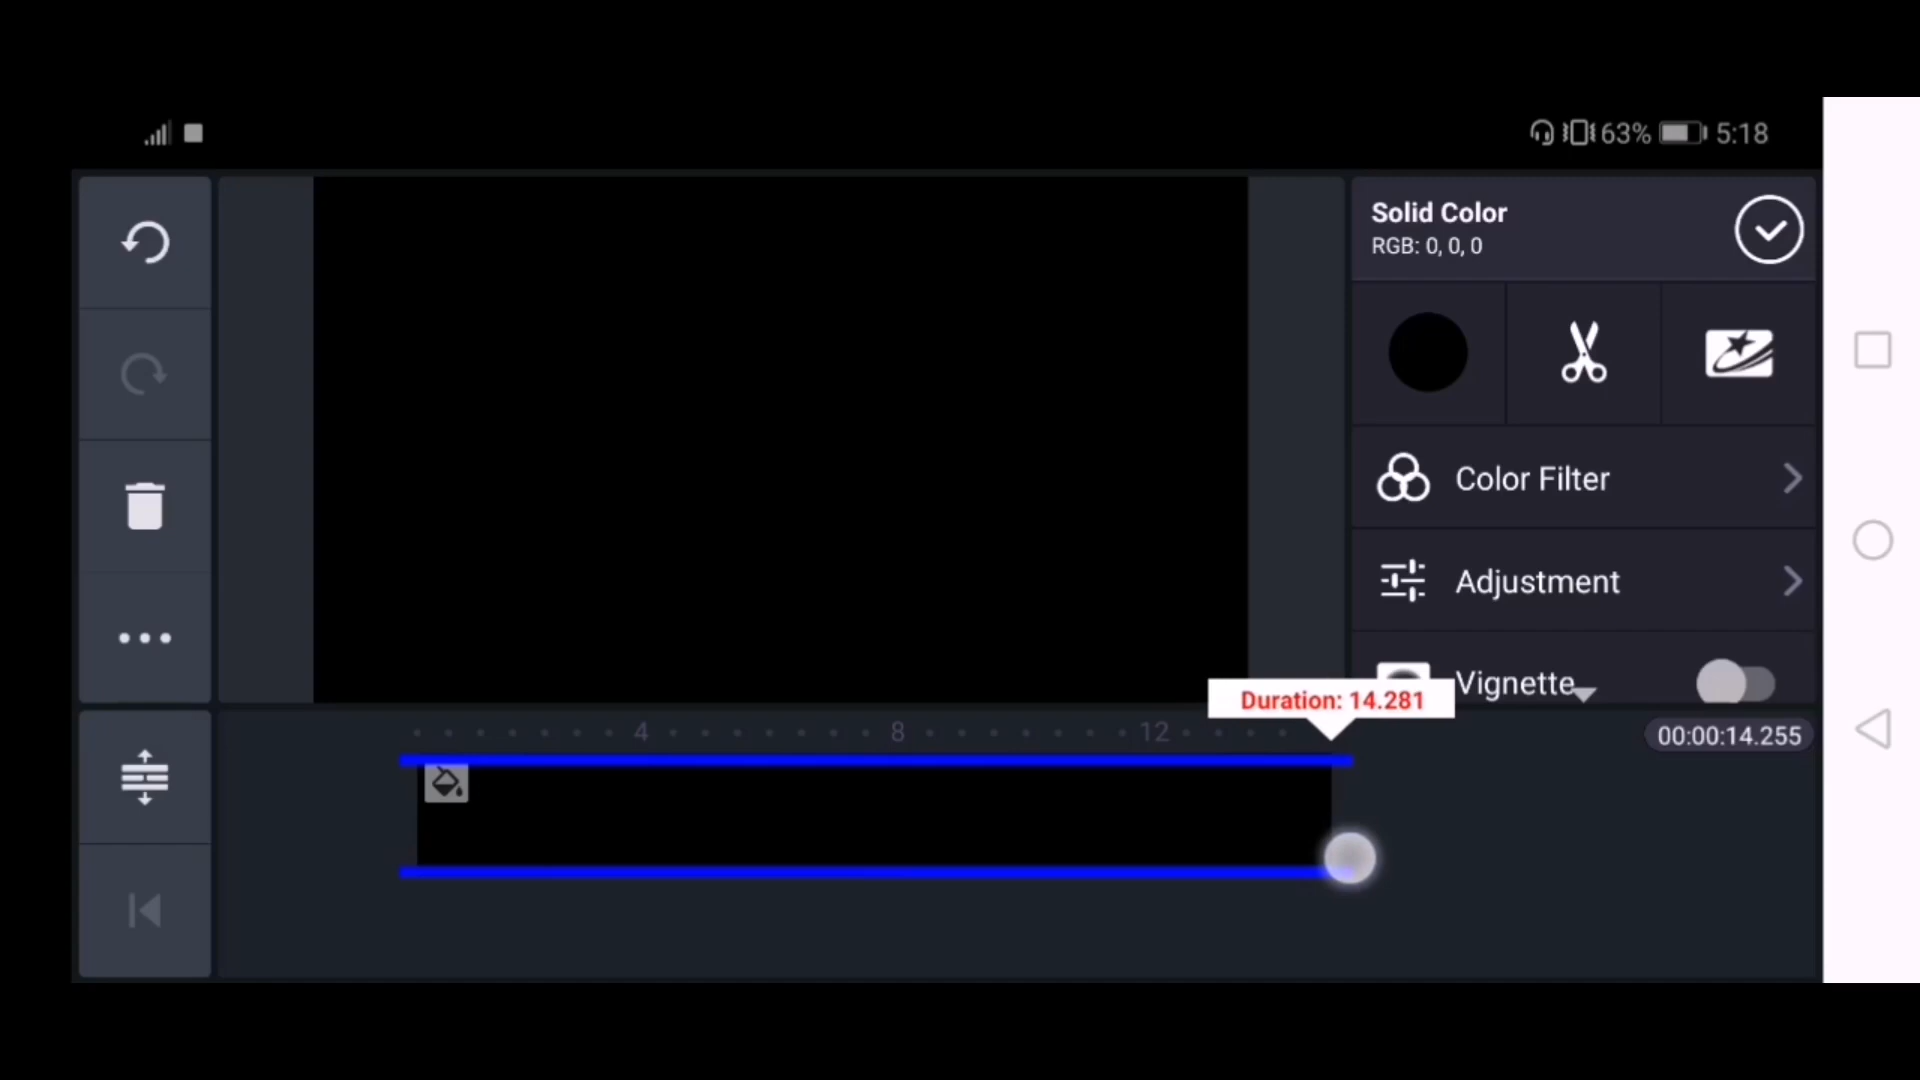 63% 5:18
Solid Color
RGB: 0, 0, 0
Color Filter
Adjustment
Vignette
Duration: 14.281
4 8 12
00:00:14.255